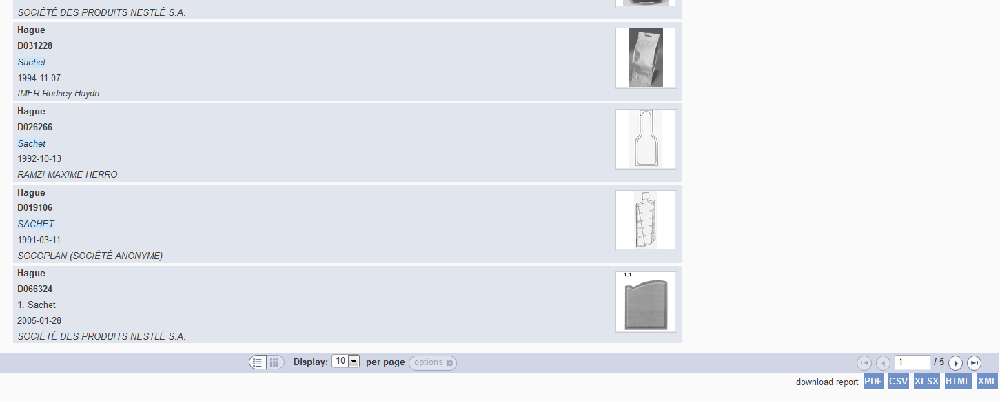 SOCIÉTÉ DES PRODUITS NESTLÉ S.A.
Hague
D031228
Sachet
1994-11-07
IMER Rodney Haydn
Hague
D026266
Sachet
1992-10-13
RAMZI MAXIME HERRO
Hague
D019106
SACHET
1991-03-11
SOCOPLAN (SOCIÉTÉ ANONYME)
Hague
D066324
1. Sachet
2005-01-28
SOCIÉTÉ DES PRODUITS NESTLÉ S.A.
1.1
Display: 10 per page options 1 / 5
download report PDF CSV XLSX HTML XML